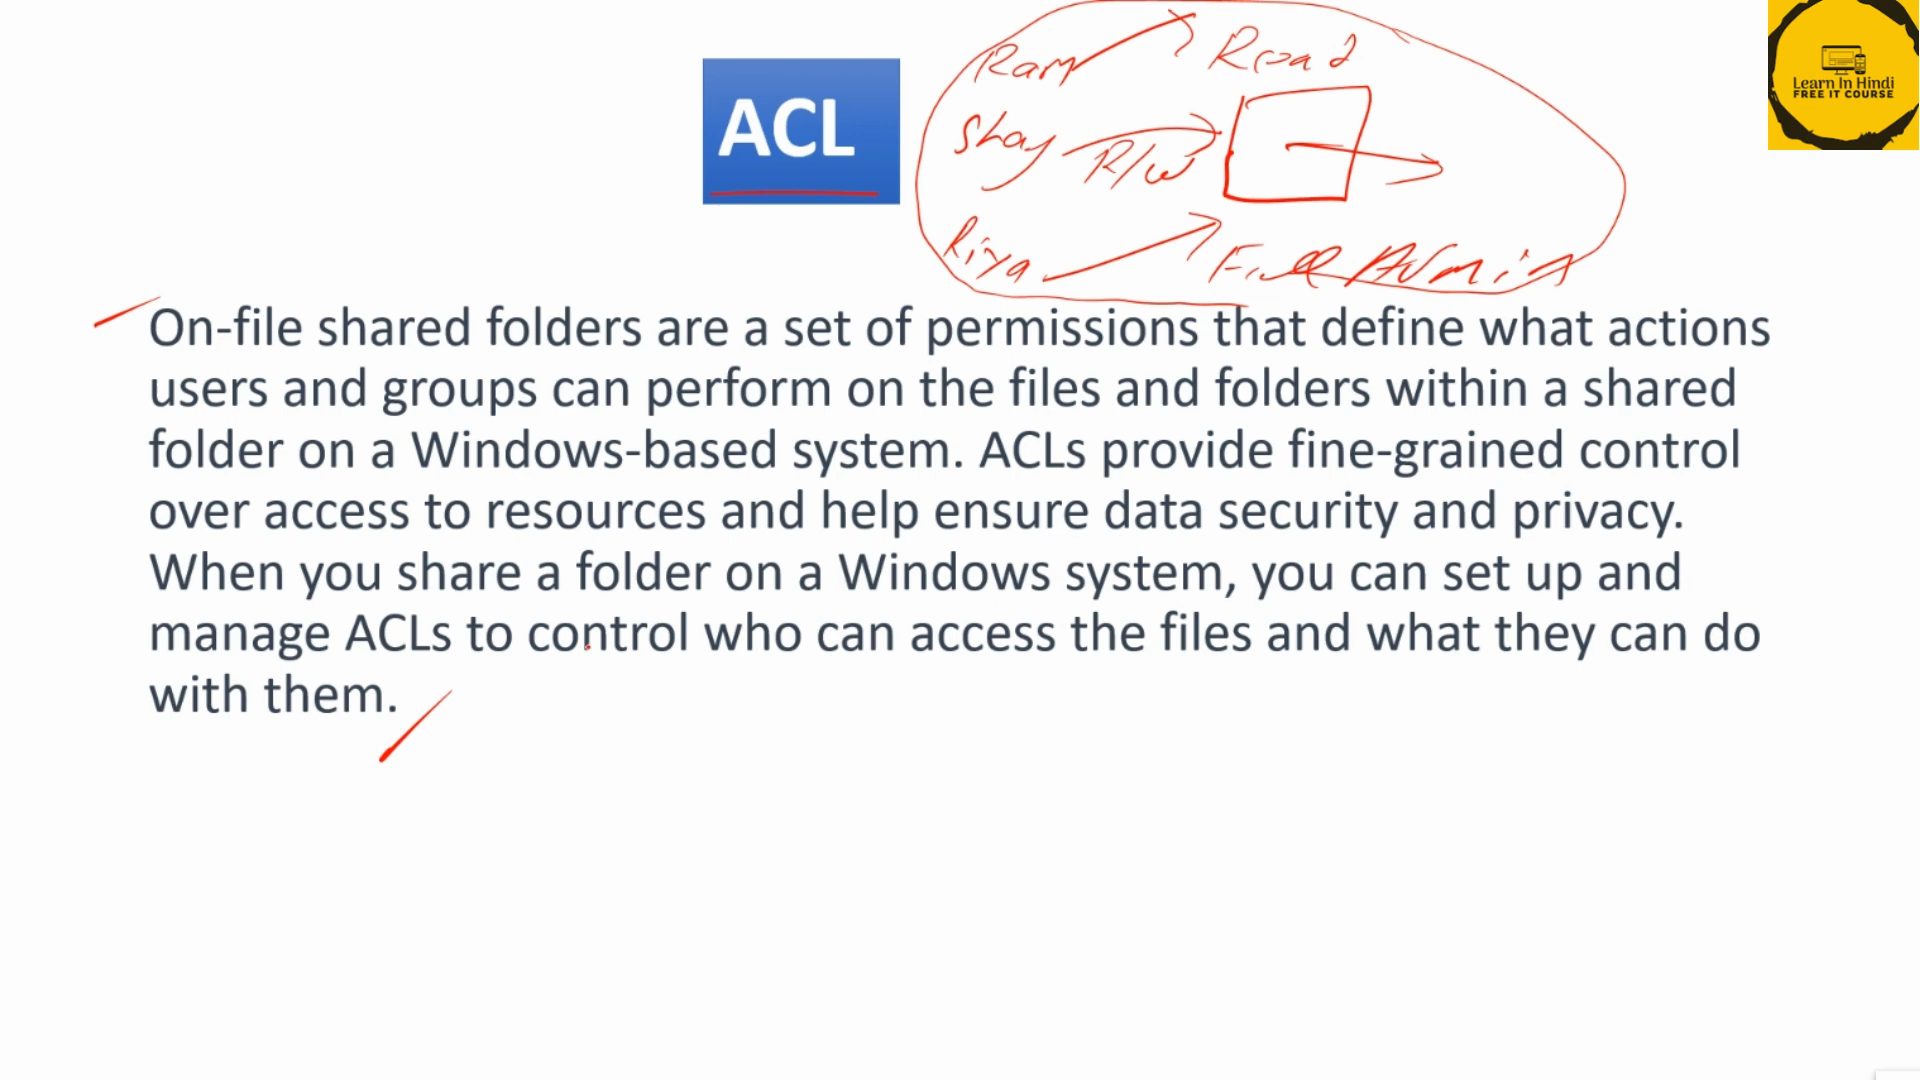 Ram Read
ACL
Shay R/W
Riya Full Admin
Learn In Hindi
FREE IT COURSE
On-file shared folders are a set of permissions that define what actions
users and groups can perform on the files and folders within a shared
folder on a Windows-based system. ACLs provide fine-grained control
over access to resources and help ensure data security and privacy.
When you share a folder on a Windows system, you can set up and
manage ACLs to control who can access the files and what they can do
with them.